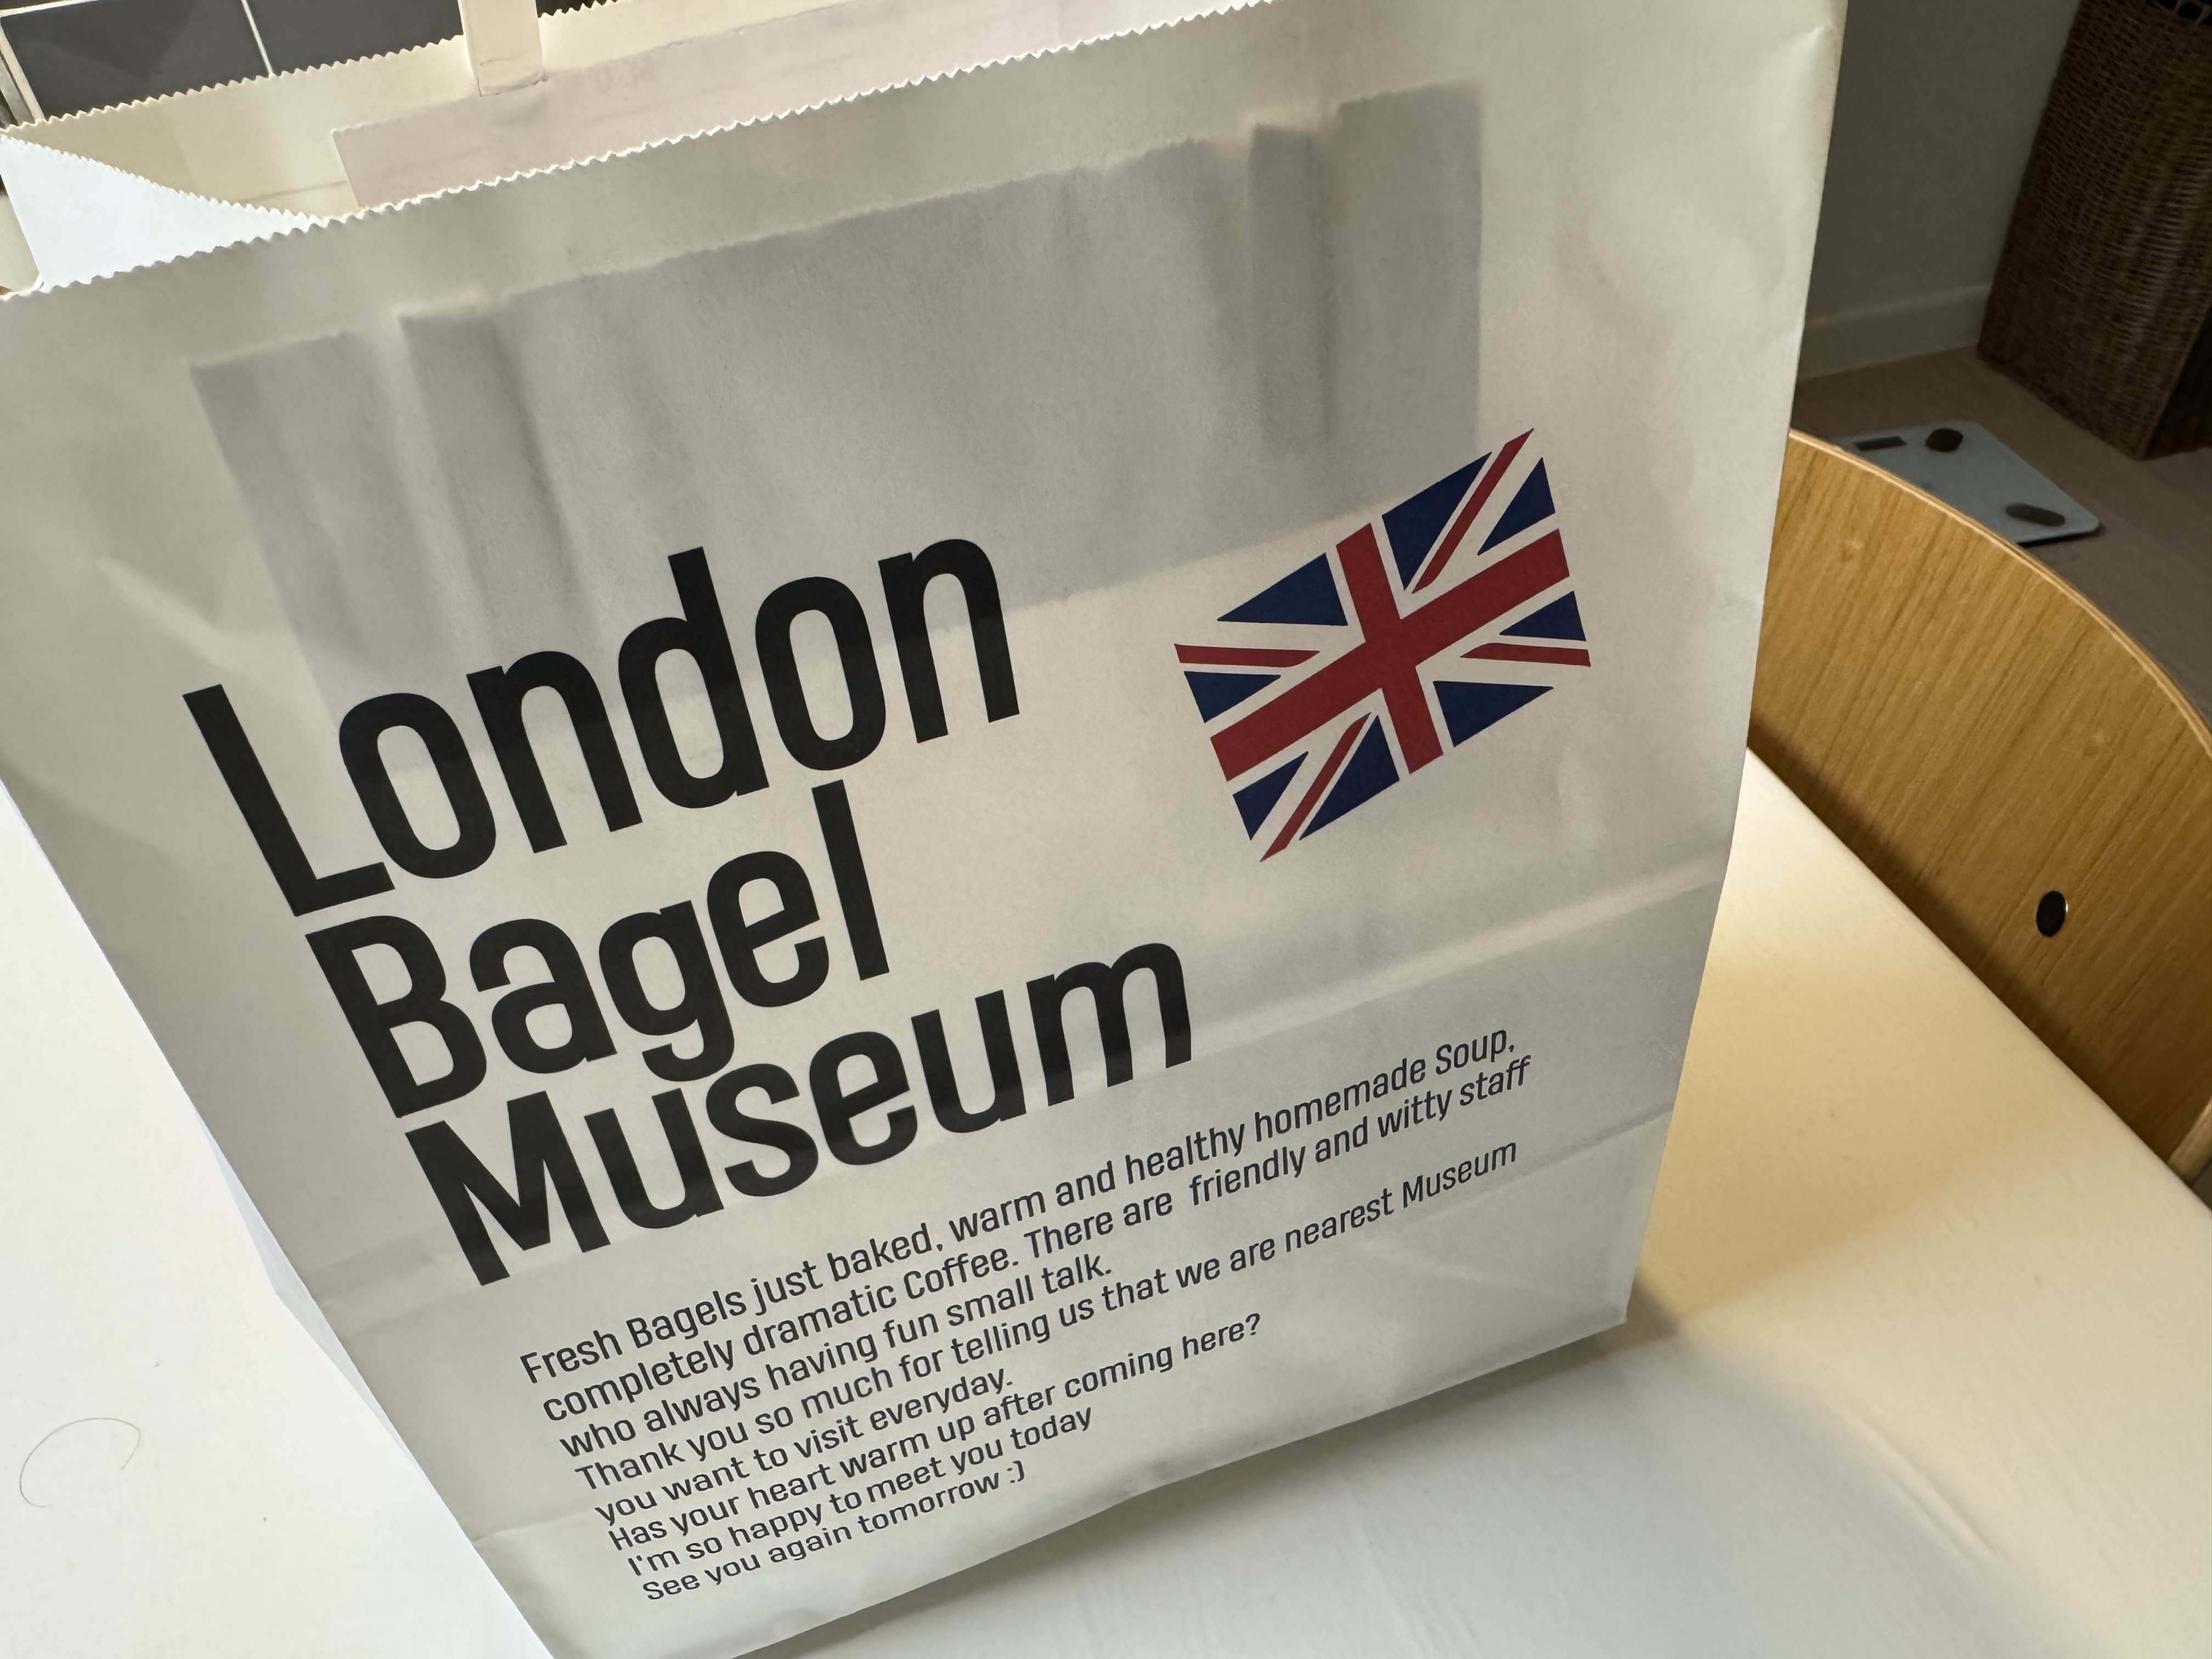 London
Bagel
Museum
Fresh Bagels just baked, warm and healthy homemade Soup,
completely dramatic Coffee. There are friendly and witty staff
who always having fun small talk.
Thank you so much for telling us that we are nearest Museum
you want to visit everyday.
Has your heart warm up after coming here?
I'm so happy to meet you today
See you again tomorrow :)